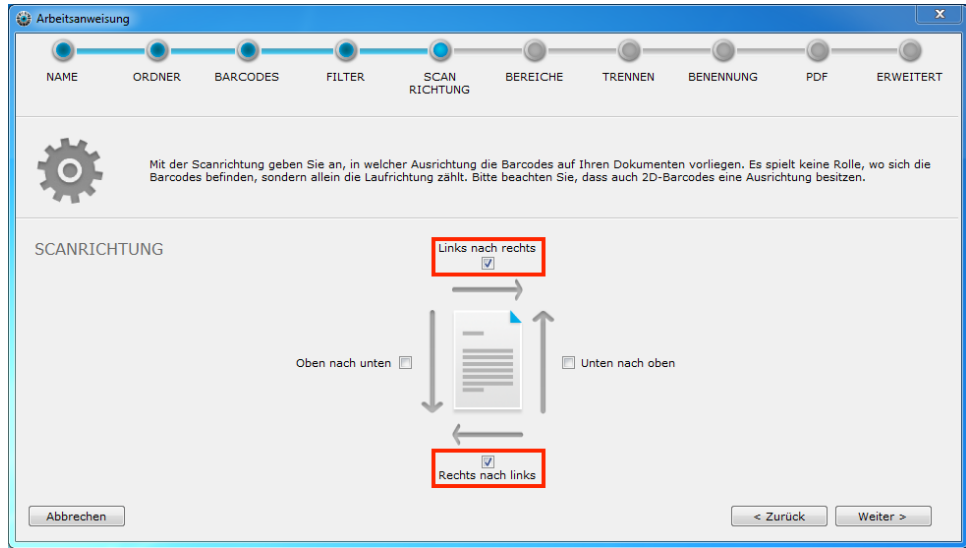 Arbeitsanweisung
X
NAME
ORDNER
BARCODES
FILTER
SCAN
RICHTUNG
BEREICHE
TRENNEN
BENENNUNG
PDF
ERWEITERT
Mit der Scanrichtung geben Sie an, in welcher Ausrichtung die Barcodes auf Ihren Dokumenten vorliegen. Es spielt keine Rolle, wo sich die
Barcodes befinden, sondern allein die Laufrichtung zählt. Bitte beachten Sie, dass auch 2D-Barcodes eine Ausrichtung besitzen.
SCANRICHTUNG
Links nach rechts
Oben nach unten
Unten nach oben
Rechts nach links
Abbrechen
< Zurück
Weiter >